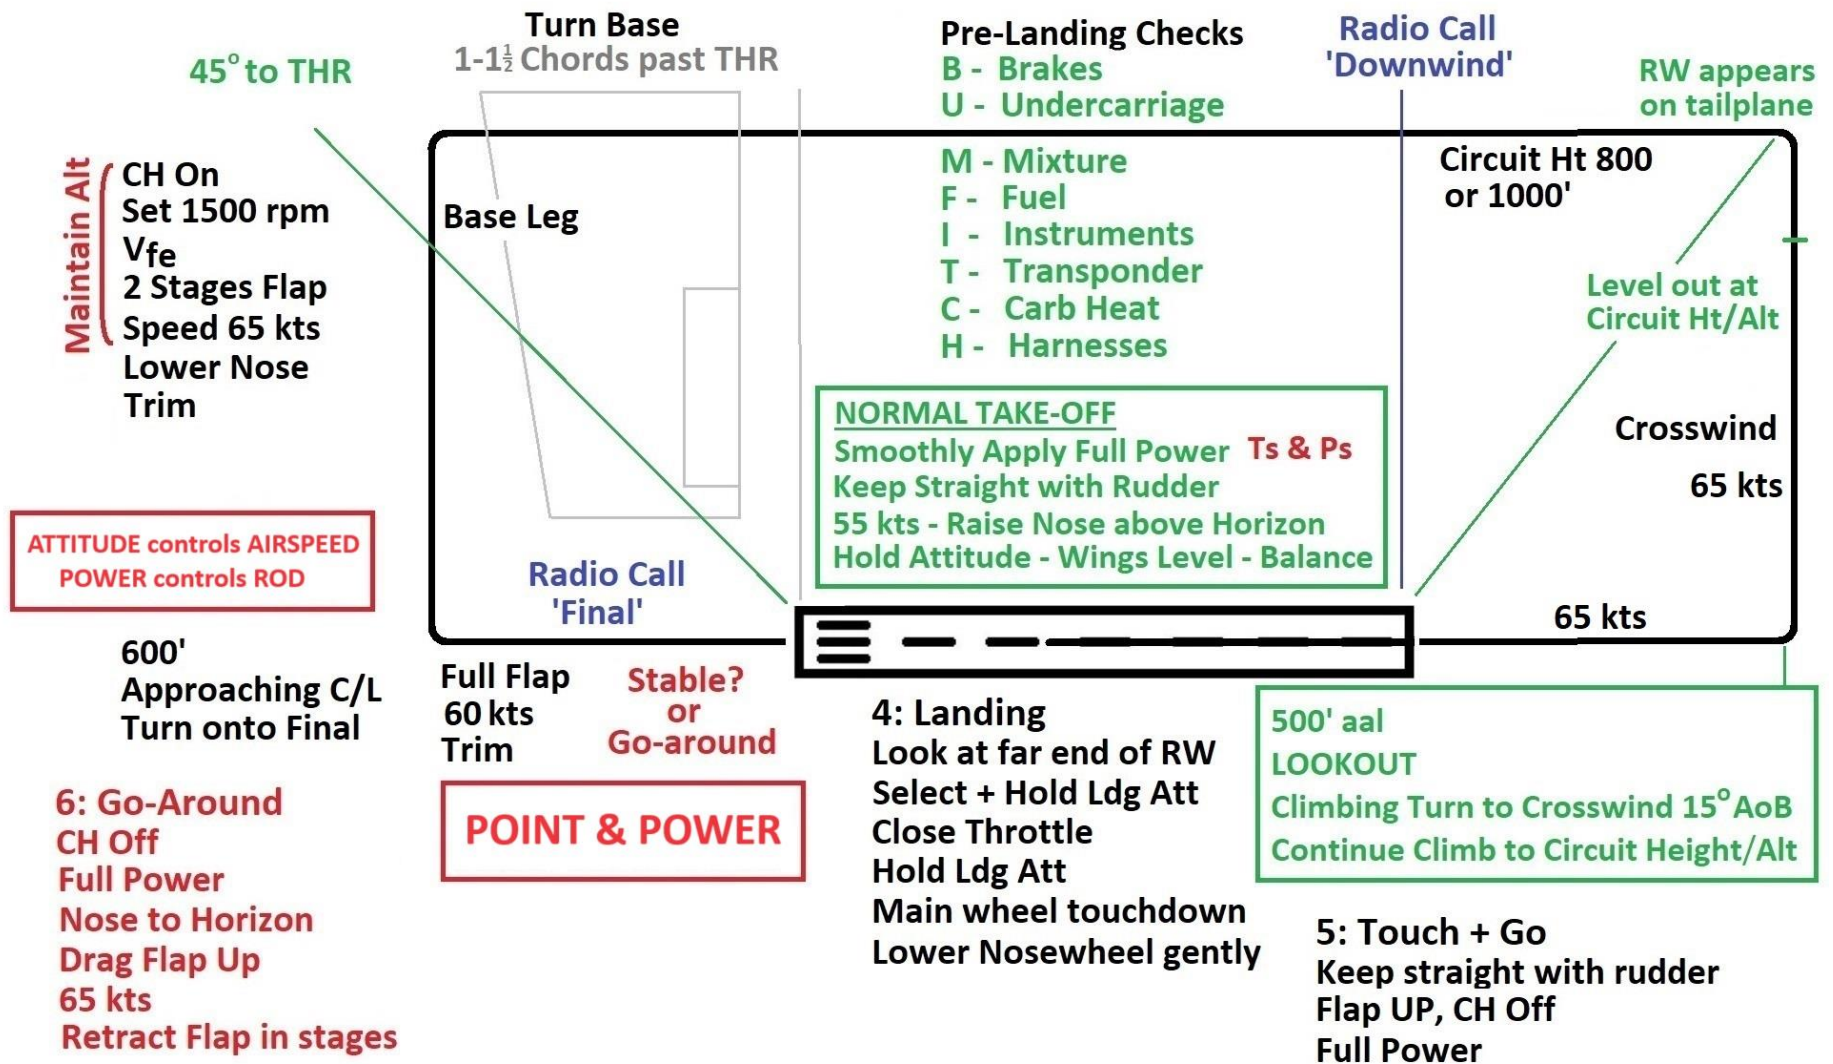 Turn Base
1-1½ Chords past THR
45° to THR
Pre-Landing Checks
B - Brakes
U - Undercarriage
M - Mixture
F - Fuel
I - Instruments
T - Transponder
C - Carb Heat
H - Harnesses
Radio Call
'Downwind'
RW appears
on tailplane
Circuit Ht 800
or 1000'
Level out at
Circuit Ht/Alt
Crosswind
65 kts
65 kts
Maintain Alt
CH On
Set 1500 rpm
Vfe
2 Stages Flap
Speed 65 kts
Lower Nose
Trim
Base Leg
NORMAL TAKE-OFF
Smoothly Apply Full Power Ts & Ps
Keep Straight with Rudder
55 kts - Raise Nose above Horizon
Hold Attitude - Wings Level - Balance
ATTITUDE controls AIRSPEED
POWER controls ROD
Radio Call
'Final'
600'
Approaching C/L
Turn onto Final
Full Flap
60 kts
Trim
Stable?
or
Go-around
POINT & POWER
6: Go-Around
CH Off
Full Power
Nose to Horizon
Drag Flap Up
65 kts
Retract Flap in stages
4: Landing
Look at far end of RW
Select + Hold Ldg Att
Close Throttle
Hold Ldg Att
Main wheel touchdown
Lower Nosewheel gently
500' aal
LOOKOUT
Climbing Turn to Crosswind 15° AoB
Continue Climb to Circuit Height/Alt
5: Touch + Go
Keep straight with rudder
Flap UP, CH Off
Full Power